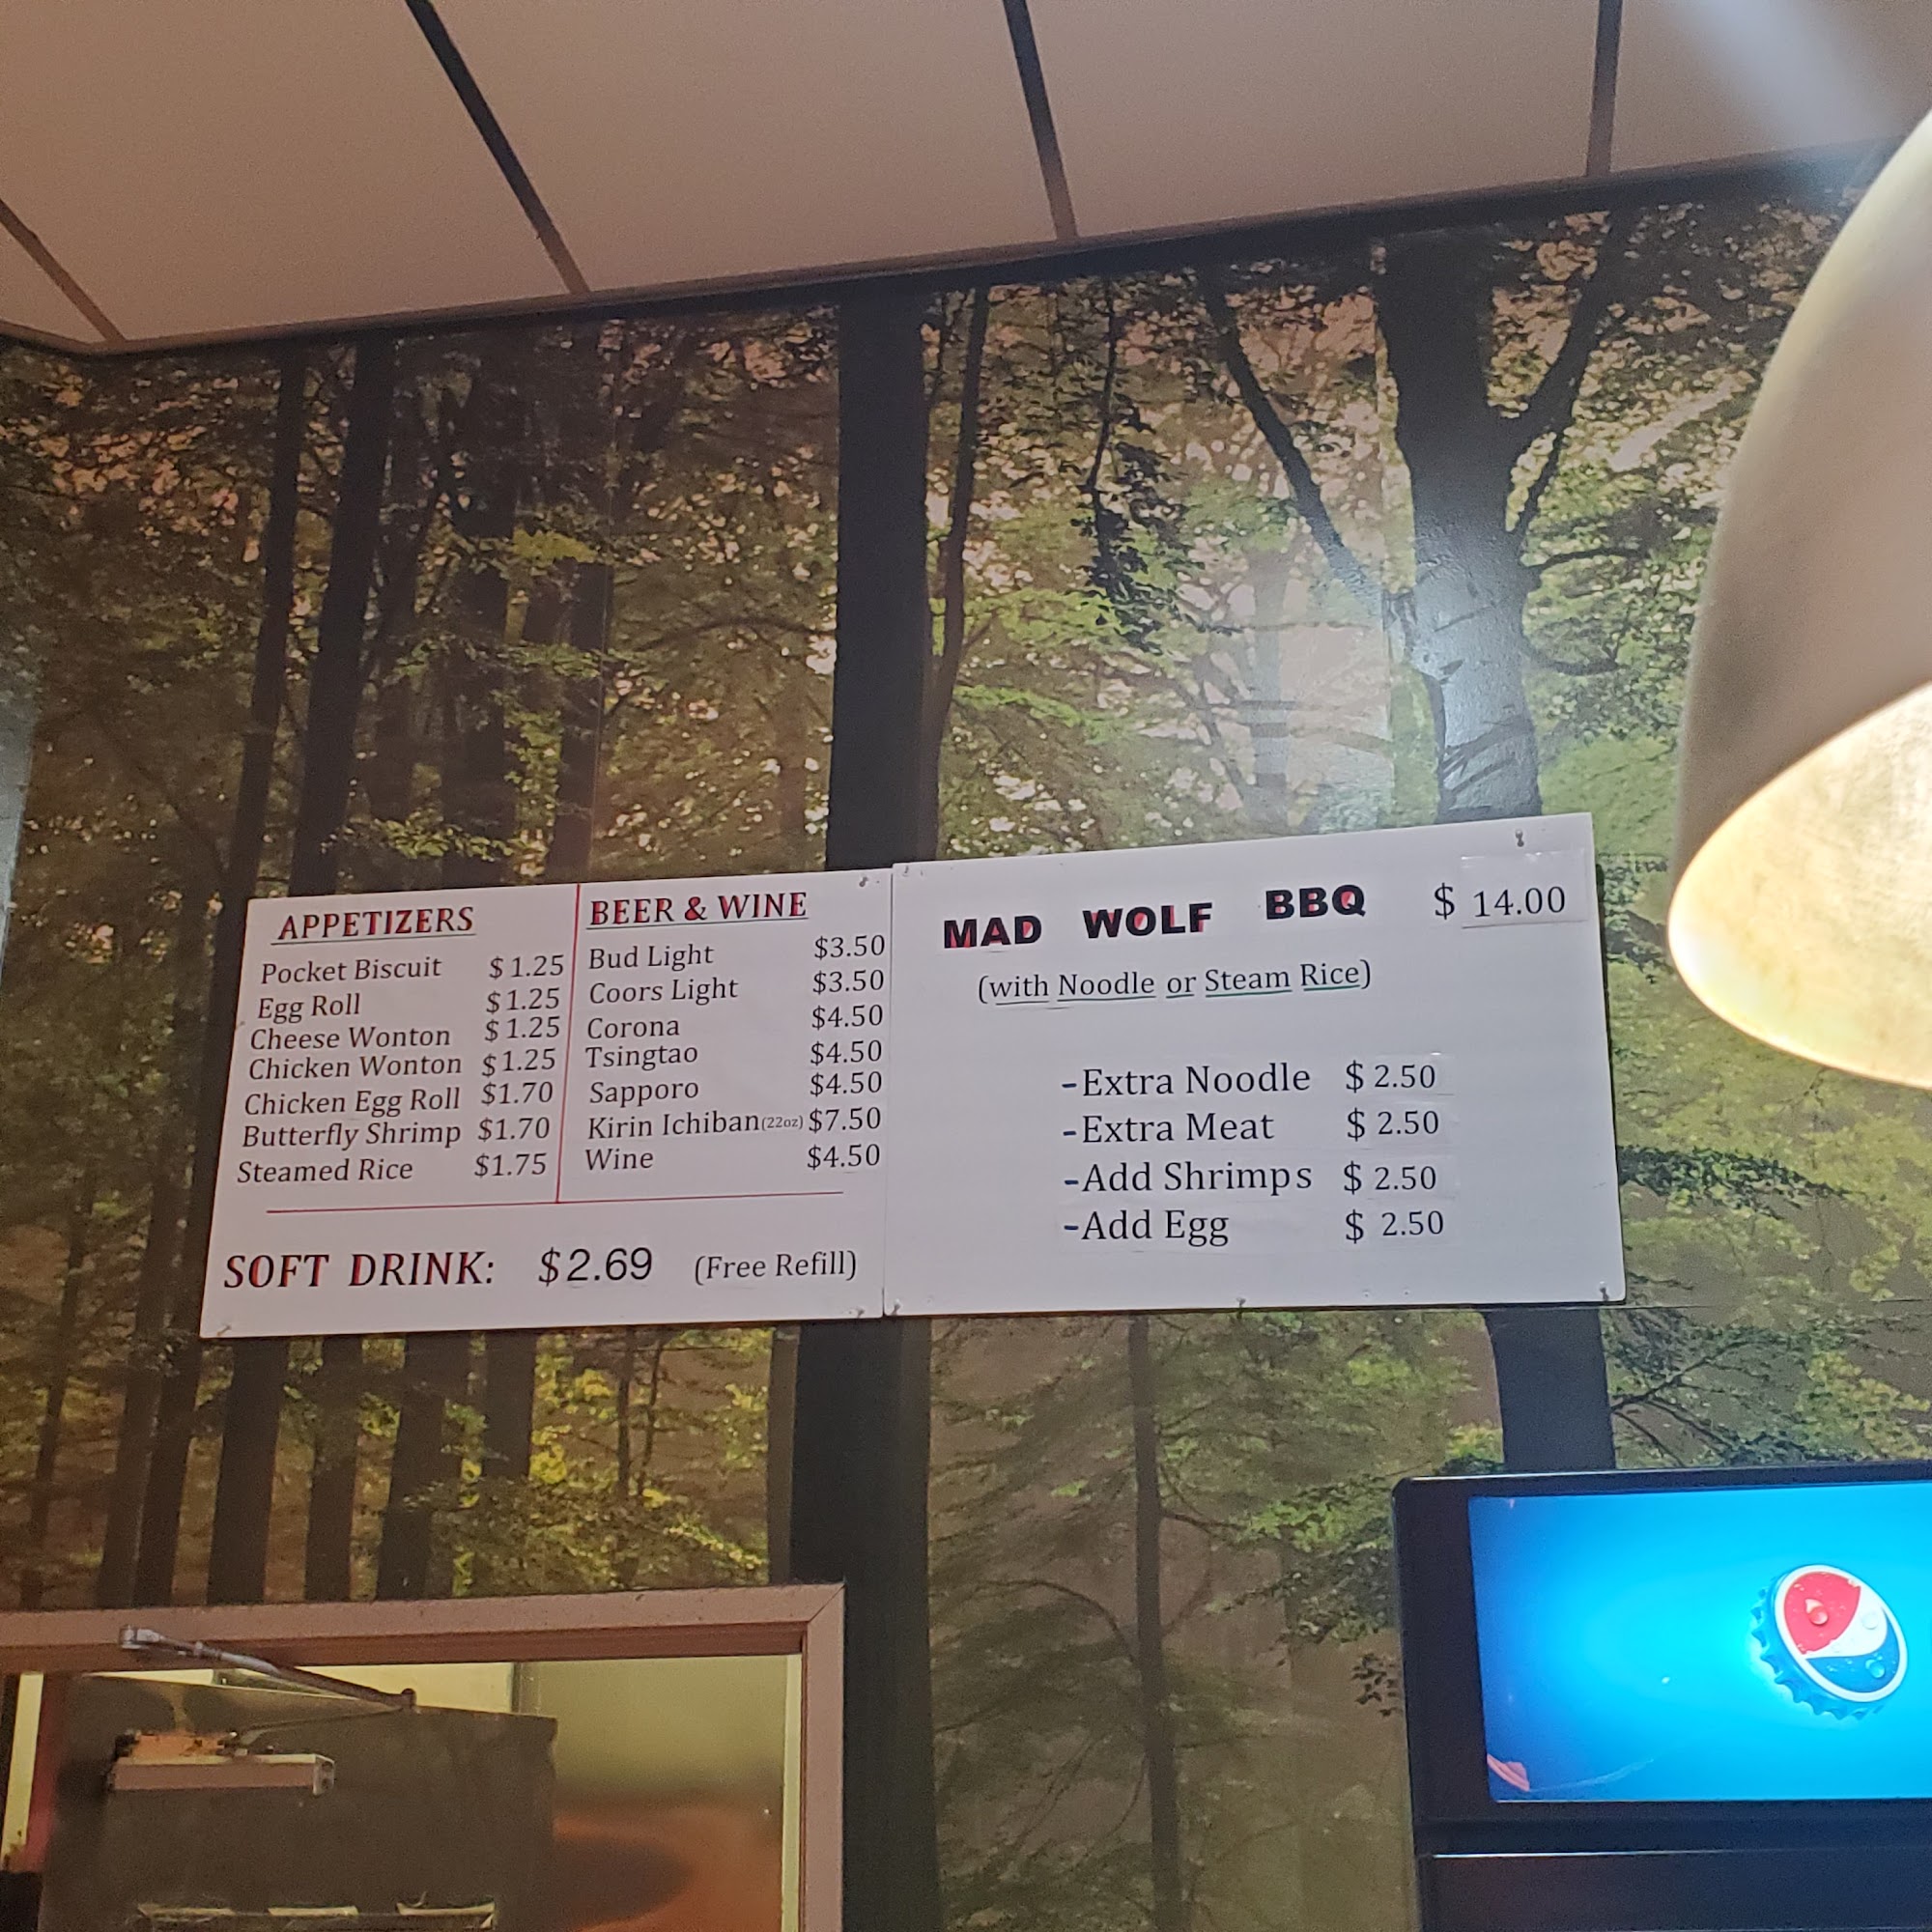 APPETIZERS
Pocket Biscuit $1.25
Egg Roll $1.25
Cheese Wonton $1.25
Chicken Wonton $1.25
Chicken Egg Roll $1.70
Butterfly Shrimp $1.70
Steamed Rice $1.75
BEER & WINE
Bud Light $3.50
Coors Light $3.50
Corona $4.50
Tsingtao $4.50
Sapporo $4.50
Kirin Ichiban(22oz) $7.50
Wine $4.50
SOFT DRINK: $2.69 (Free Refill)
MAD WOLF BBQ $ 14.00
(with Noodle or Steam Rice)
-Extra Noodle $ 2.50
-Extra Meat $ 2.50
-Add Shrimps $ 2.50
-Add Egg $ 2.50